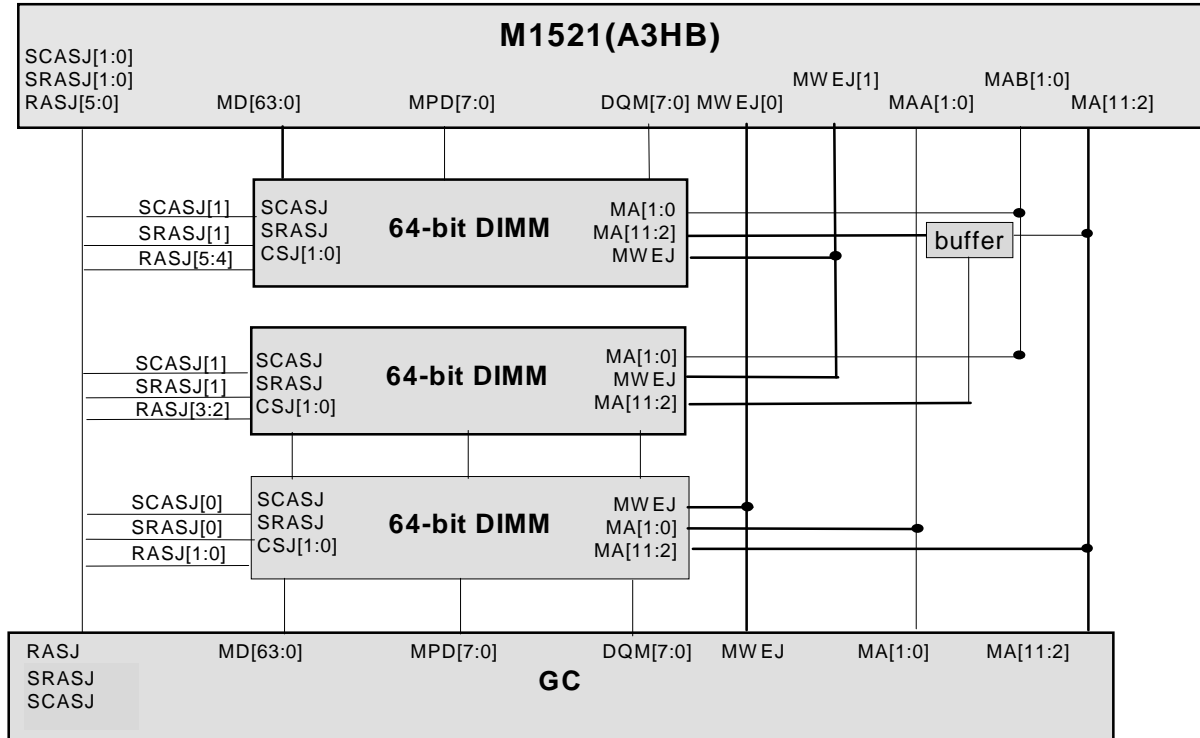 M1521(A3HB)
SCASJ[1:0]
SRASJ[1:0]
RASJ[5:0]
MD[63:0]
MPD[7:0]
DQM[7:0]
MWEJ[0]
MWEJ[1]
MAA[1:0]
MAB[1:0]
MA[11:2]
SCASJ[1]
SRASJ[1]
RASJ[5:4]
SCASJ
SRASJ
CSJ[1:0]
64-bit DIMM
MA[1:0
MA[11:2]
MWEJ
buffer
SCASJ[1]
SRASJ[1]
RASJ[3:2]
SCASJ
SRASJ
CSJ[1:0]
64-bit DIMM
MA[1:0]
MWEJ
MA[11:2]
SCASJ[0]
SRASJ[0]
RASJ[1:0]
SCASJ
SRASJ
CSJ[1:0]
64-bit DIMM
MWEJ
MA[1:0]
MA[11:2]
RASJ
SRASJ
SCASJ
MD[63:0]
MPD[7:0]
DQM[7:0]
MWEJ
MA[1:0]
MA[11:2]
GC